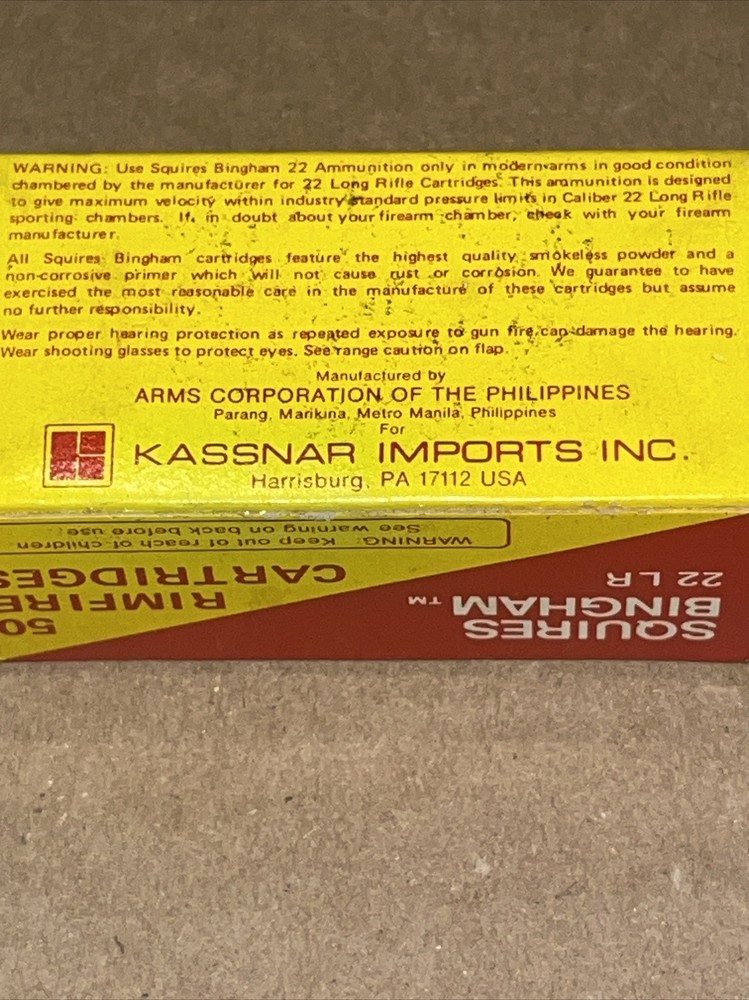 WARNING: Use Squires Bingham 22 Ammunition only in modern arms in good condition
chambered by the manufacturer for 22 Long Rifle Cartridges. This ammunition is designed
to give maximum velocity within industry standard pressure limits in Caliber 22 Long Rifle
sporting chambers. If, in doubt about your firearm chamber, check with your firearm
manufacturer.
All Squires Bingham cartridges feature the highest quality smokeless powder and a
non-corrosive primer which will not cause rust or corrosion. We guarantee to have
exercised the most reasonable care in the manufacture of these cartridges but assume
no further responsibility.
Wear proper hearing protection as repeated exposure to gun fire can damage the hearing.
Wear shooting glasses to protect eyes. See range caution on flap.
Manufactured by
ARMS CORPORATION OF THE PHILIPPINES
Parang, Marikina, Metro Manila, Philippines
For
KASSNAR IMPORTS INC.
Harrisburg, PA 17112 USA
SQUIRES
BINGHAM™
22 LR
50
RIMFIRE
CARTRIDGES
WARNING: Keep out of reach of children
See warning on back before use